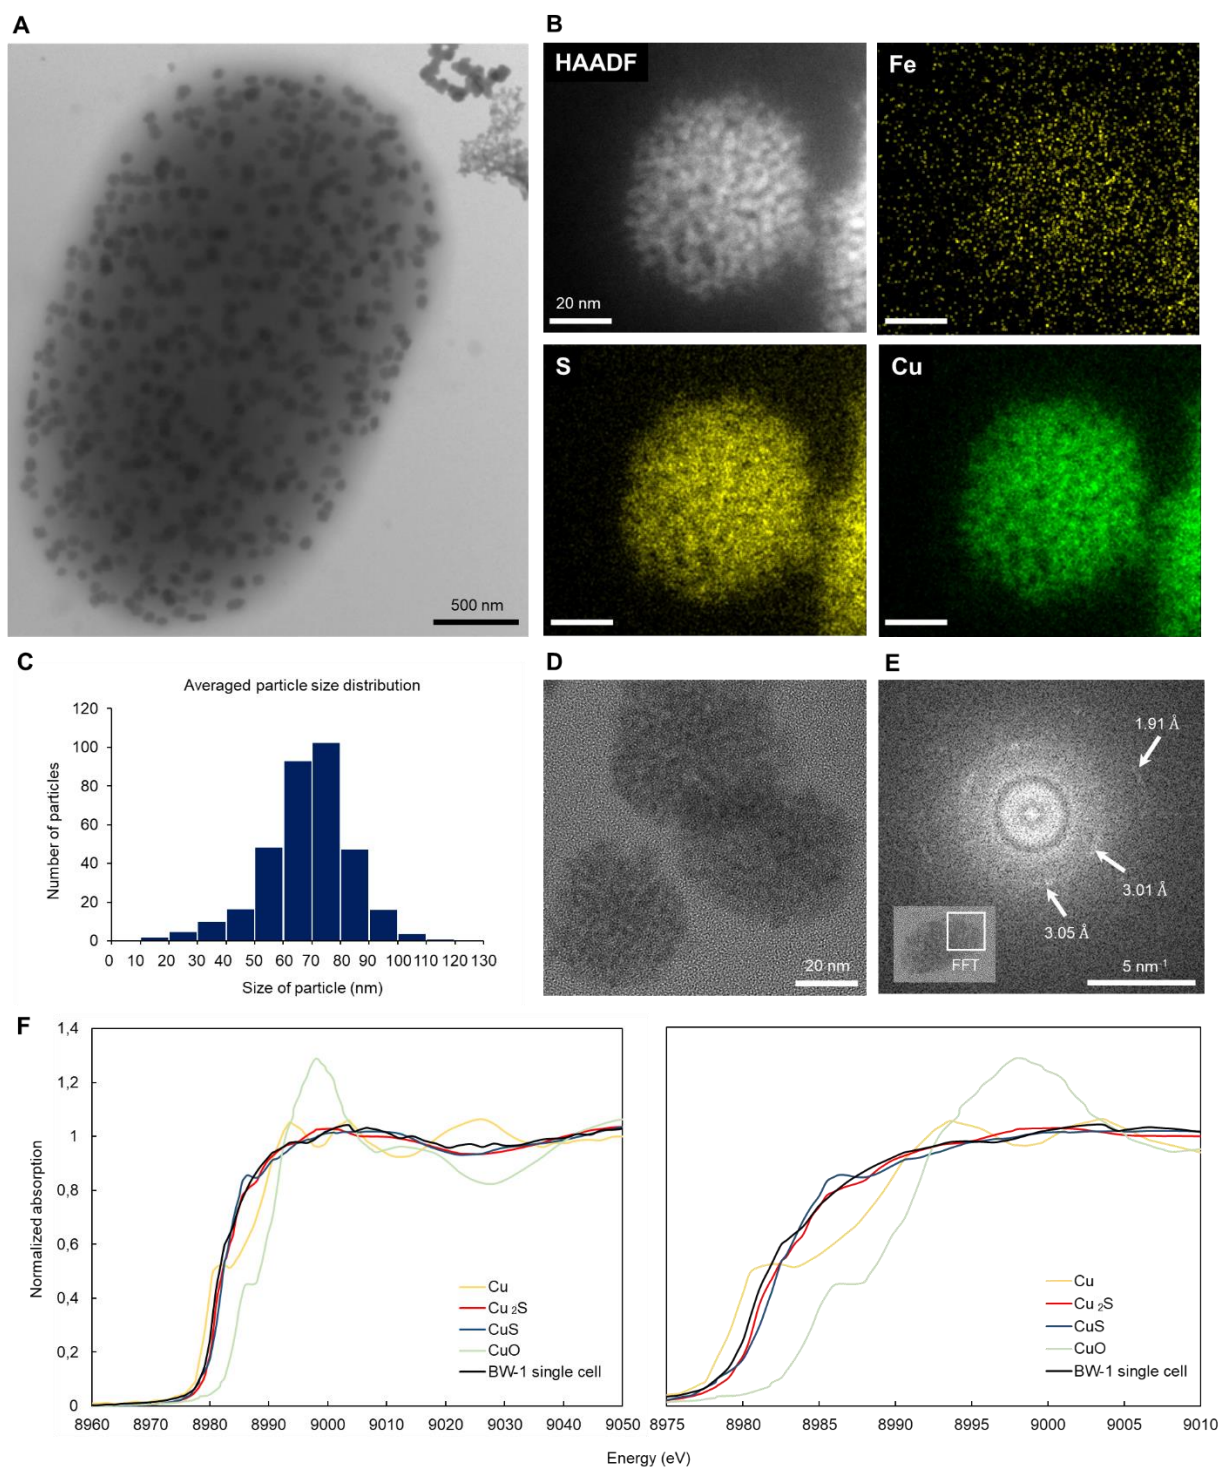 A
500 nm
B
HAADF
20 nm
Fe
S
Cu
C
Averaged particle size distribution
Number of particles
120
100
80
60
40
20
0
0 10 20 30 40 50 60 70 80 90 100 110 120 130
Size of particle (nm)
D
20 nm
E
1.91 Å
3.01 Å
3.05 Å
FFT
5 nm-1
F
Normalized absorption
1,4
1,2
1
0,8
0,6
0,4
0,2
0
8960 8970 8980 8990 9000 9010 9020 9030 9040 9050
Cu
Cu 2S
CuS
CuO
BW-1 single cell
8975 8980 8985 8990 8995 9000 9005 9010
Cu
Cu 2S
CuS
CuO
BW-1 single cell
Energy (eV)